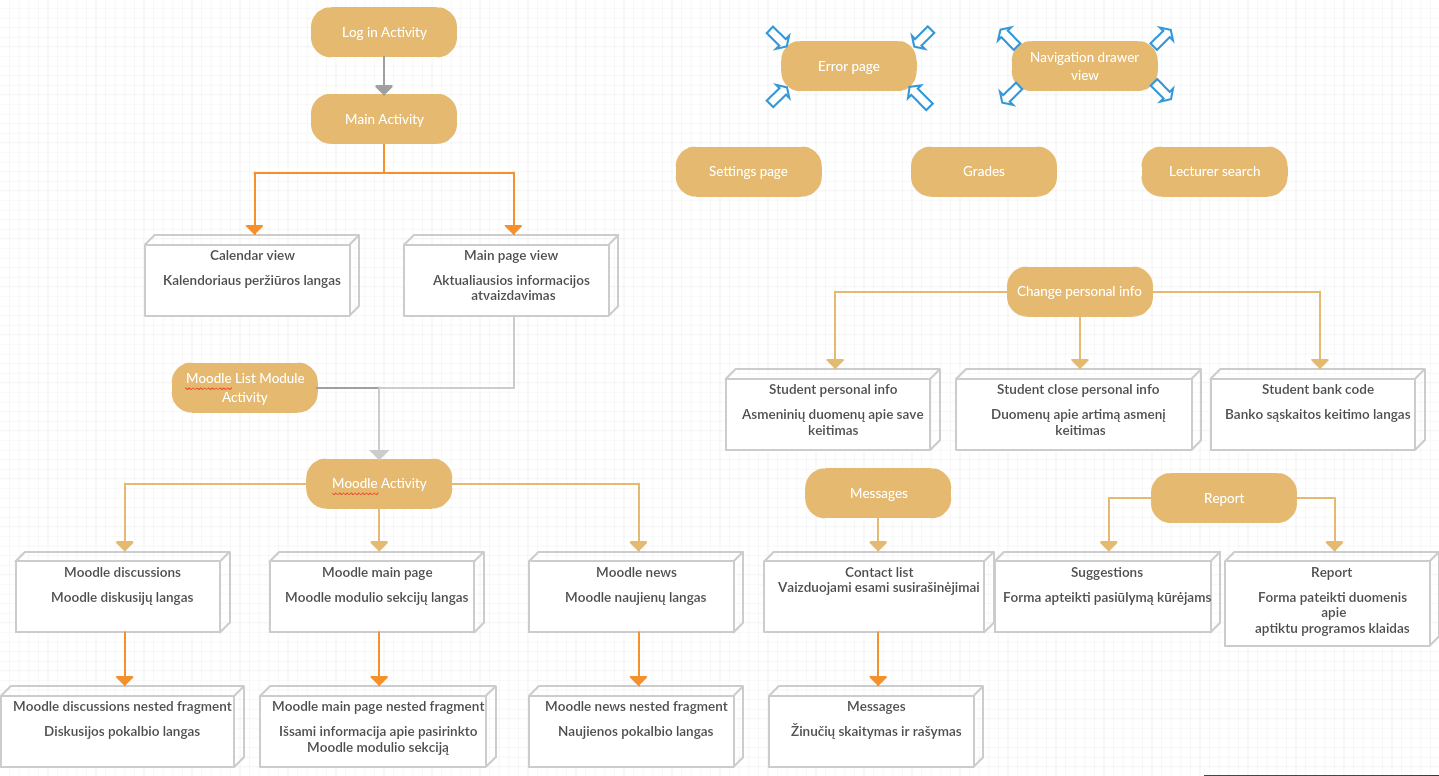 Log in Activity
Error page
Navigation drawer
view
Main Activity
Settings page
Grades
Lecturer search
Calendar view
Kalendoriaus peržiūros langas
Main page view
Aktualiausios informacijos
atvaizdavimas
Change personal info
Moodle List Module
Activity
Student personal info
Asmeninių duomenų apie save
keitimas
Student close personal info
Duomenų apie artimą asmenį
keitimas
Student bank code
Banko sąskaitos keitimo langas
Moodle Activity
Messages
Report
Moodle discussions
Moodle diskusijų langas
Moodle main page
Moodle modulio sekcijų langas
Moodle news
Moodle naujienų langas
Contact list
Vaizduojami esami susirašinėjimai
Suggestions
Forma apteikti pasiūlymą kūrėjams
Report
Forma pateikti duomenis
apie
aptiktu programos klaidas
Moodle discussions nested fragment
Diskusijos pokalbio langas
Moodle main page nested fragment
Išsami informacija apie pasirinkto
Moodle modulio sekciją
Moodle news nested fragment
Naujienos pokalbio langas
Messages
Žinučių skaitymas ir rašymas